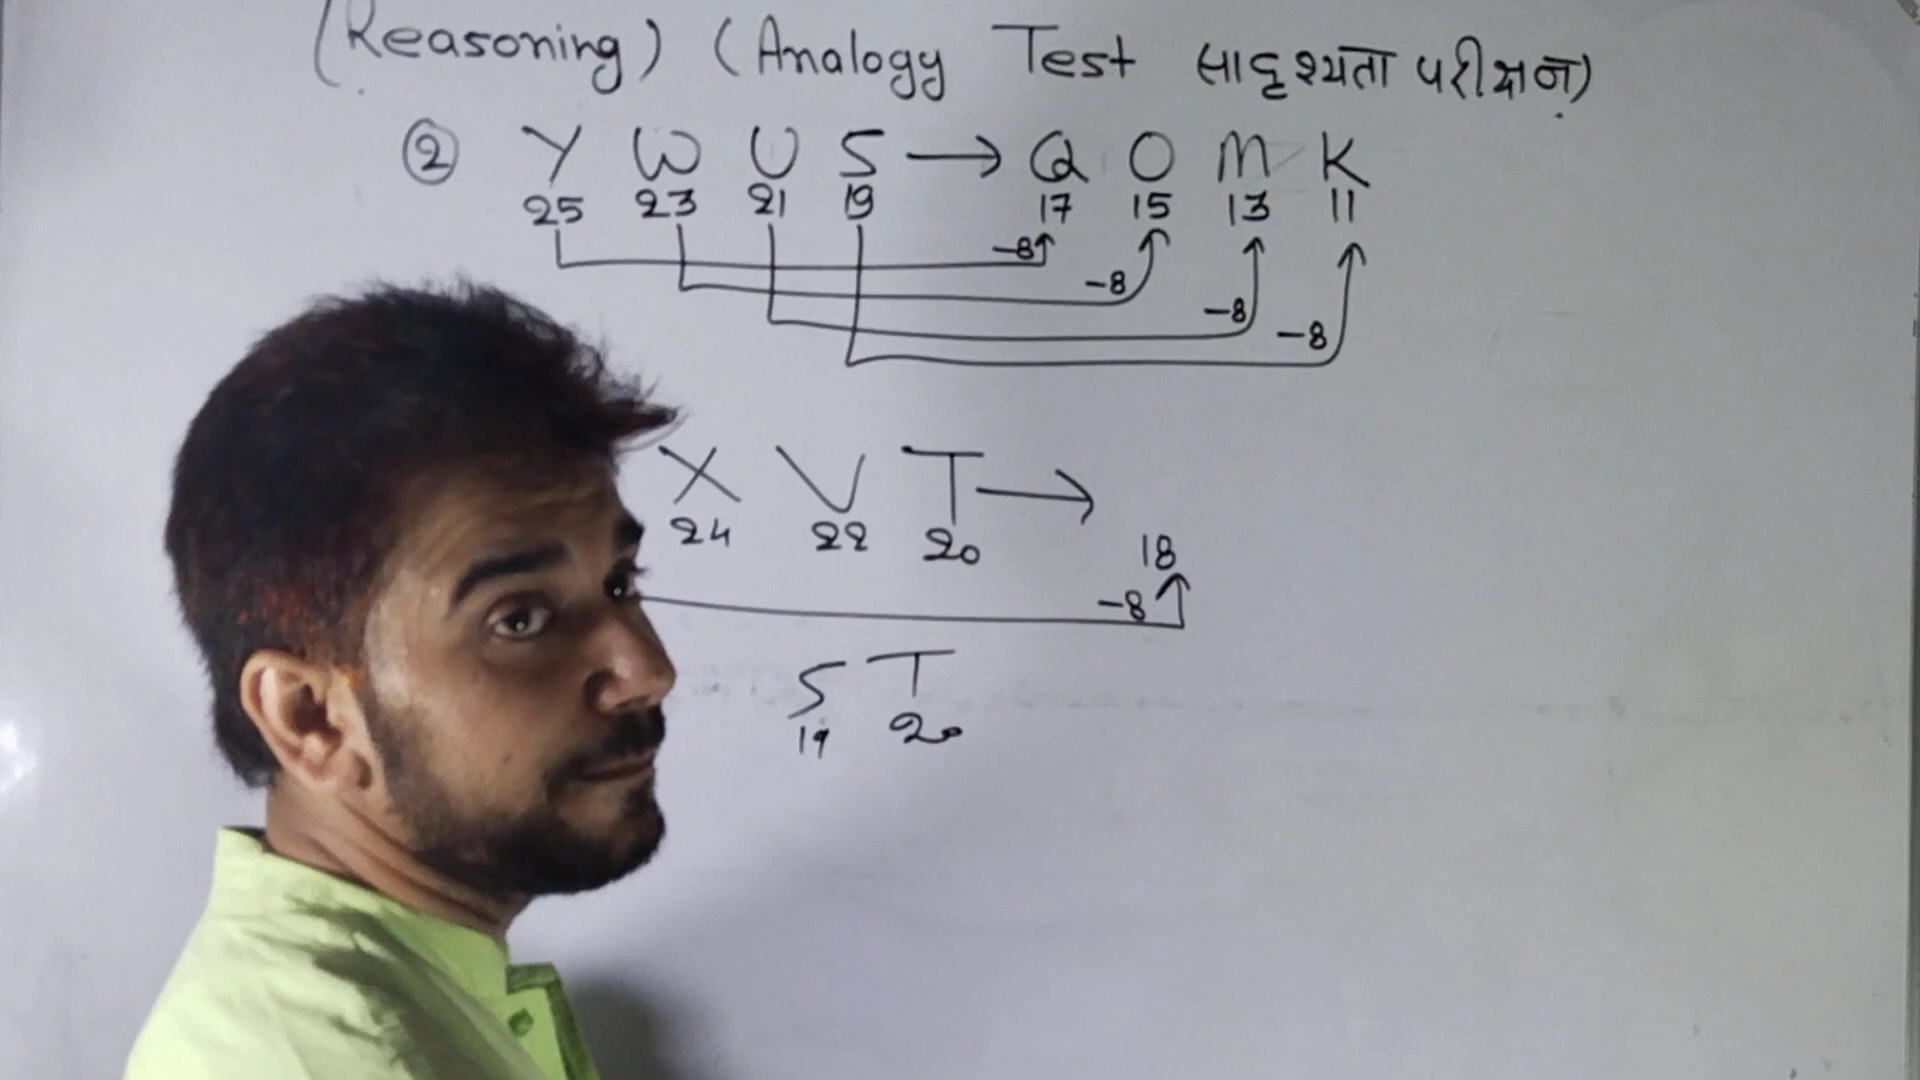 (Reasoning) (Analogy Test सादृश्यता परीक्षन)
② Y W U S → Q O M K
25 23 21 19 17 15 13 11
-8 -8 -8 -8
X V T →
24 22 20 18
-8
S T
19 20